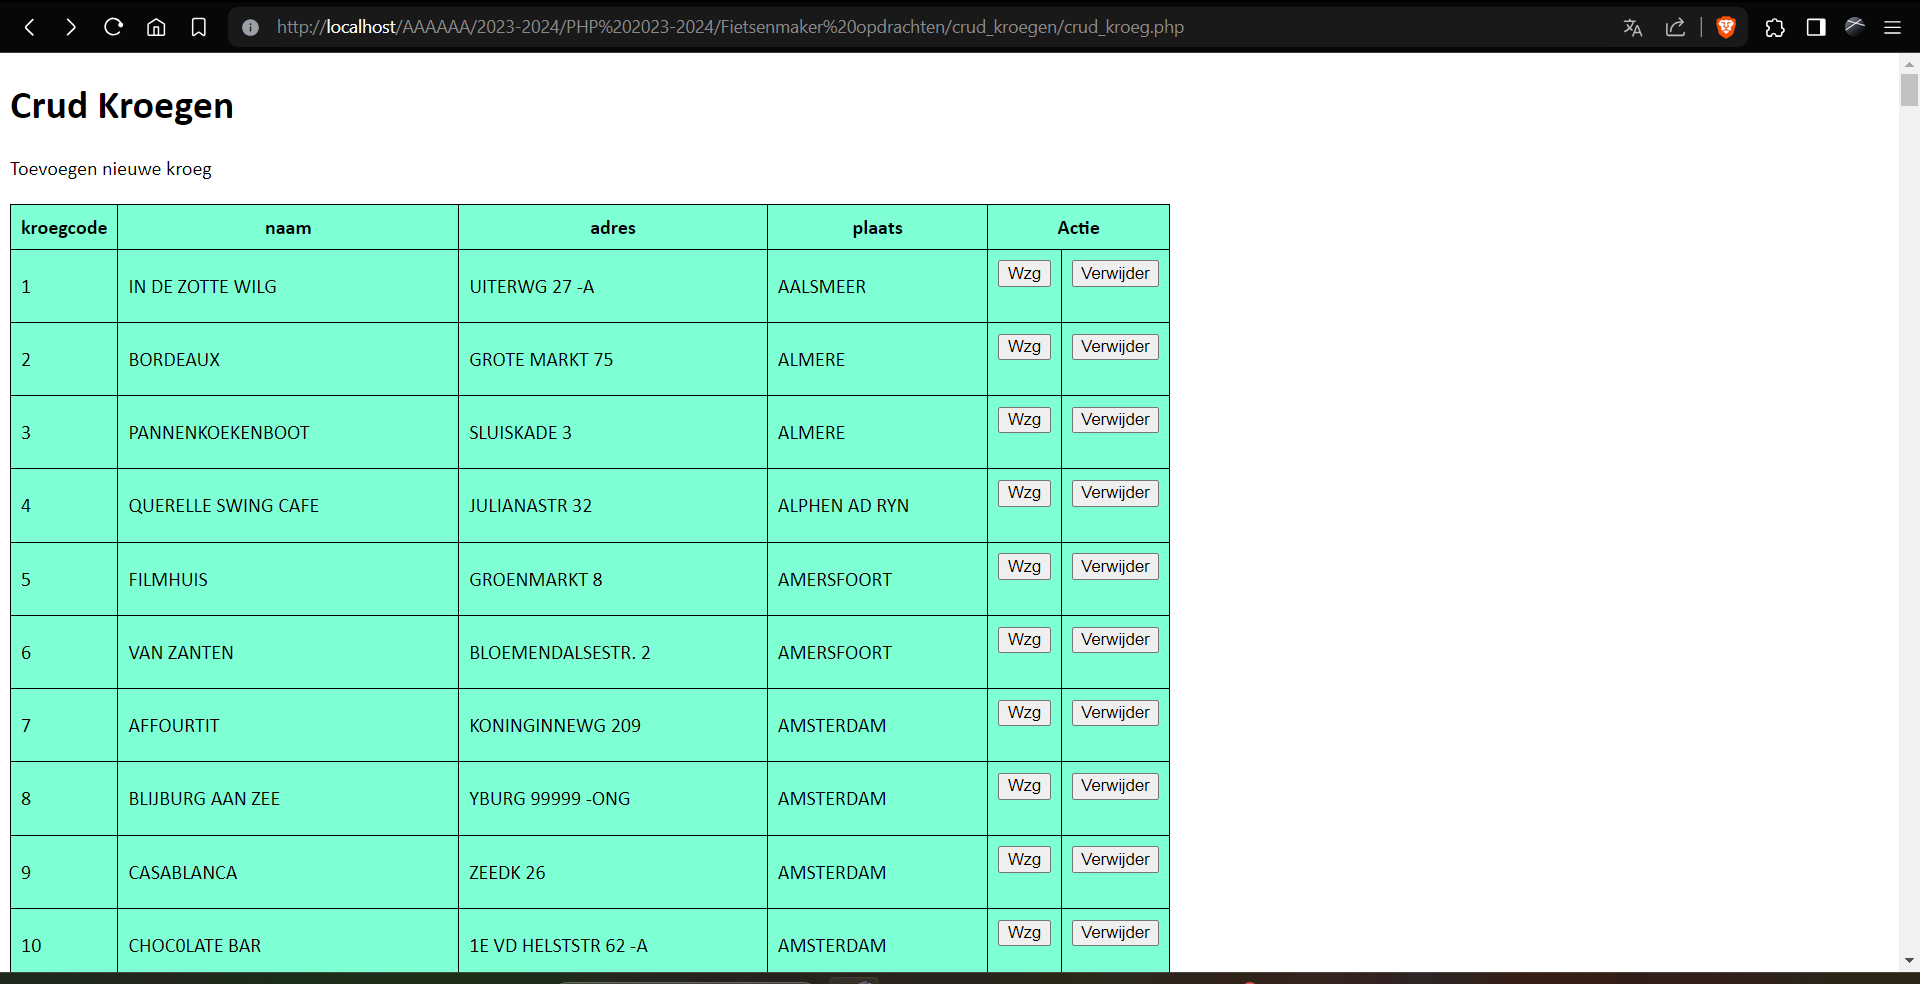 http://localhost/AAAAAA/2023-2024/PHP%202023-2024/Fietsenmaker%20opdrachten/crud_kroegen/crud_kroeg.php
Crud Kroegen
Toevoegen nieuwe kroeg
kroegcode naam adres plaats Actie
1 IN DE ZOTTE WILG UITERWG 27 -A AALSMEER Wzg Verwijder
2 BORDEAUX GROTE MARKT 75 ALMERE Wzg Verwijder
3 PANNENKOEKENBOOT SLUISKADE 3 ALMERE Wzg Verwijder
4 QUERELLE SWING CAFE JULIANASTR 32 ALPHEN AD RYN Wzg Verwijder
5 FILMHUIS GROENMARKT 8 AMERSFOORT Wzg Verwijder
6 VAN ZANTEN BLOEMENDALSESTR. 2 AMERSFOORT Wzg Verwijder
7 AFFOURTIT KONINGINNEWG 209 AMSTERDAM Wzg Verwijder
8 BLIJBURG AAN ZEE YBURG 99999 -ONG AMSTERDAM Wzg Verwijder
9 CASABLANCA ZEEDK 26 AMSTERDAM Wzg Verwijder
10 CHOC0LATE BAR 1E VD HELSTSTR 62 -A AMSTERDAM Wzg Verwijder